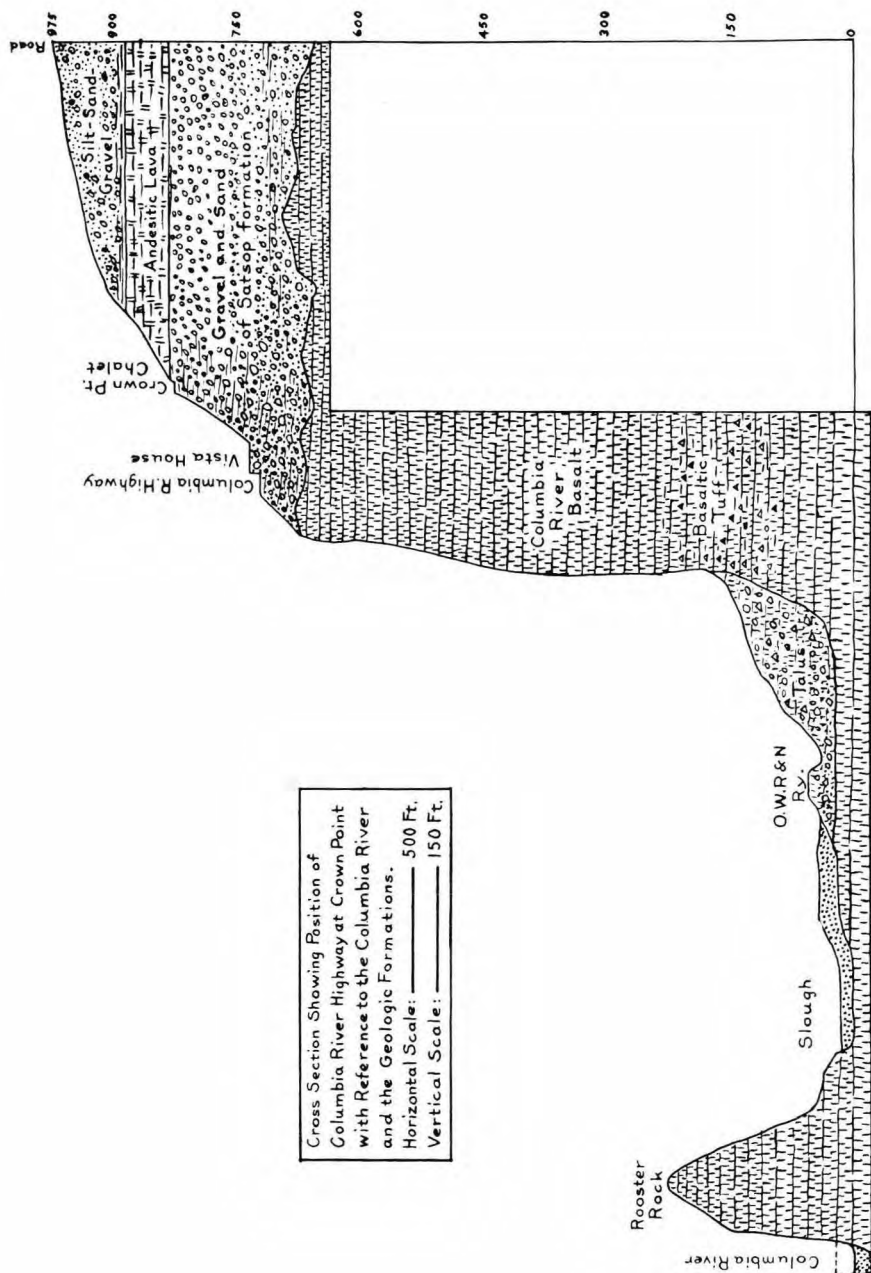 975
900
750
600
450
300
150
0
Road
Silt-Sand-
Gravel
Andesitic Lava
Gravel and Sand
of Satsop formation
Crown Pt.
Chalet
Vista House
Columbia R. Highway
Columbia
River
Basalt
Basaltic
Tuff
Talus
O.W.R&N
Ry.
Slough
Rooster
Rock
Columbia River
Cross Section Showing Position of
Columbia River Highway at Crown Point
with Reference to the Columbia River
and the Geologic Formations.
Horizontal Scale: 500 Ft.
Vertical Scale: 150 Ft.